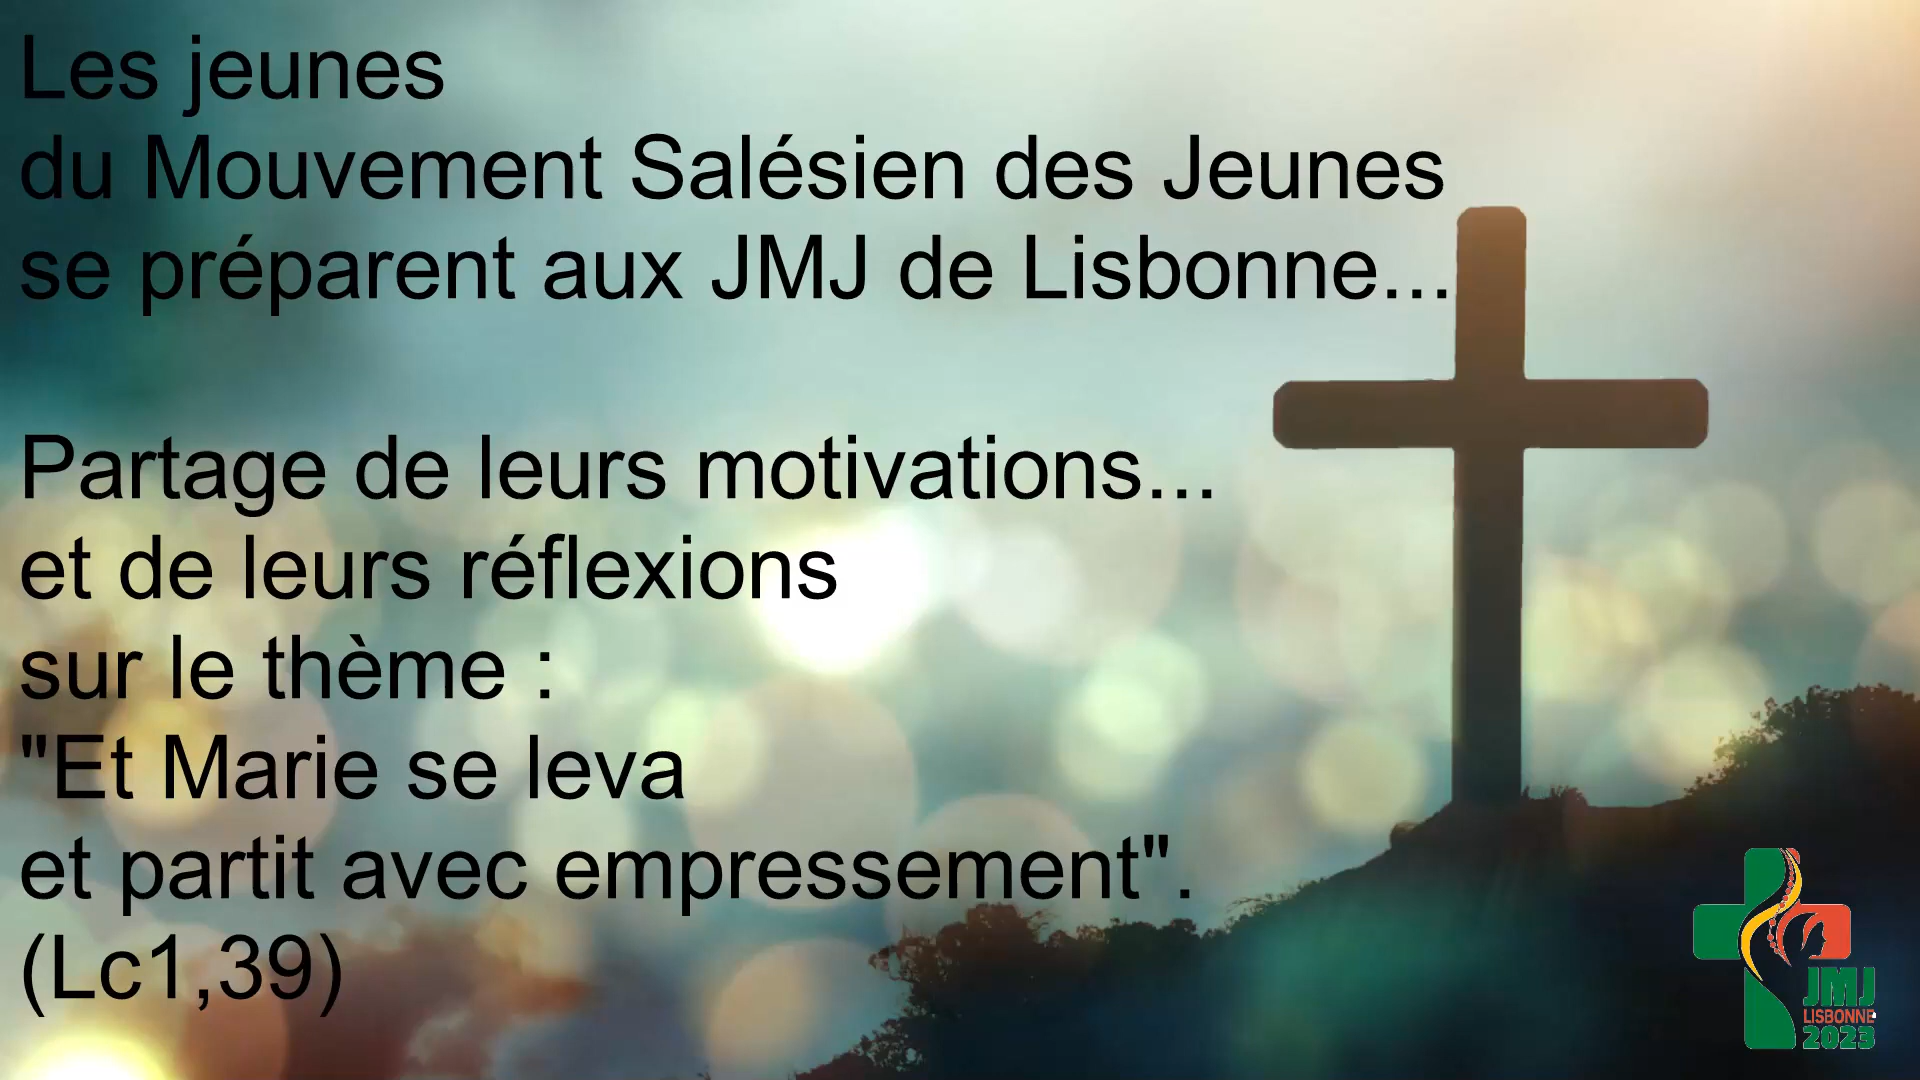 Les jeunes
du Mouvement Salésien des Jeunes
se préparent aux JMJ de Lisbonne...
Partage de leurs motivations...
et de leurs réflexions
sur le thème :
"Et Marie se leva
et partit avec empressement".
(Lc1,39)
JMJ
LISBONNE
2023